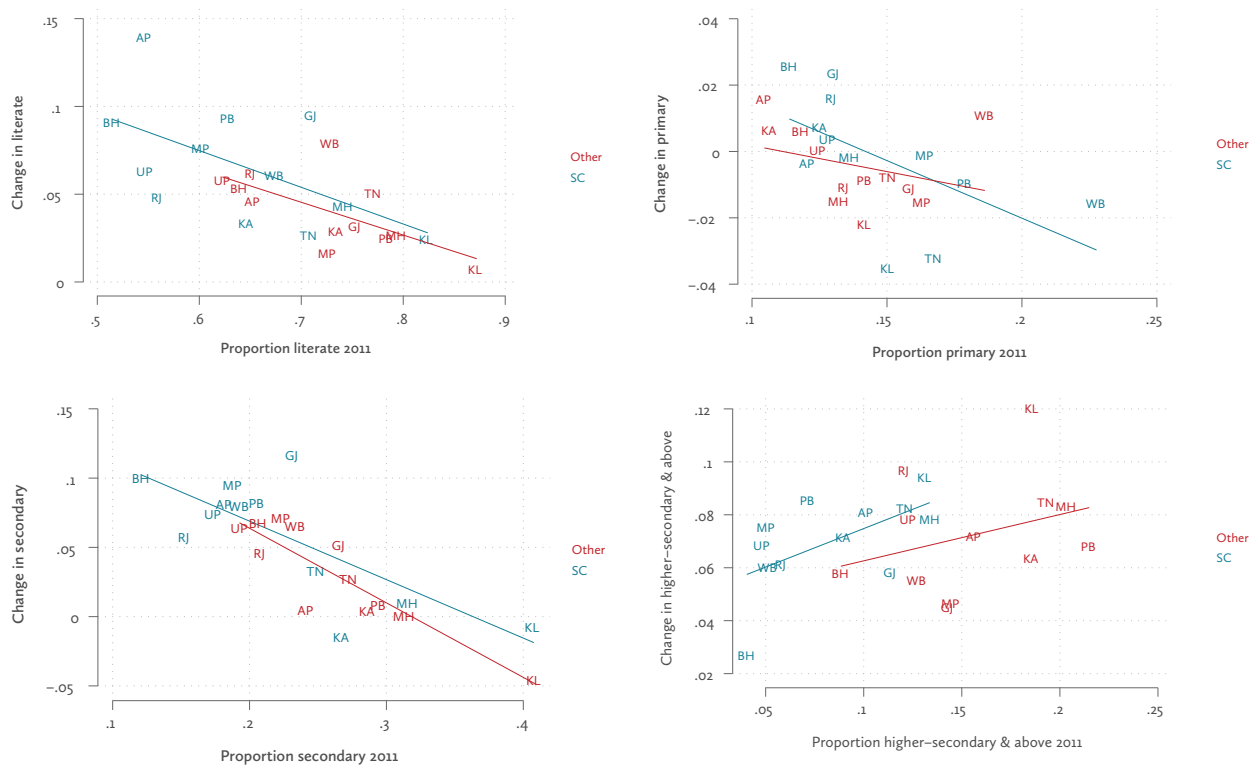 .15
AP
.1
BH
PB
GJ
WB
MP
UP
UP
RJ
WB
BH
.05
RJ
AP
TN
MH
KA
TN
KA
GJ
PB
MH
KL
MP
KL
0
.5
.6
.7
.8
.9
Change in literate
Proportion literate 2011
Other
SC
.04
BH
GJ
.02
AP
RJ
WB
KA
BH
KA
UP
UP
0
AP
MH
MP
RJ
PB
TN
GJ
PB
MH
MP
WB
−.02
KL
KL
TN
−.04
.1
.15
.2
.25
Change in primary
Proportion primary 2011
Other
SC
.15
GJ
.1
BH
MP
AP
WB
PB
UP
UP
BH
MP
WB
RJ
RJ
GJ
.05
TN
TN
AP
KA
PB
MH
MH
0
KA
KL
KL
−.05
.1
.2
.3
.4
Change in secondary
Proportion secondary 2011
Other
SC
.12
KL
.1
RJ
KL
PB
AP
TN
UP
MH
TN
MH
.08
MP
UP
KA
AP
PB
WB
RJ
BH
GJ
WB
KA
.06
MP
GJ
.04
BH
.02
.05
.1
.15
.2
.25
Change in higher–secondary & above
Proportion higher–secondary & above 2011
Other
SC